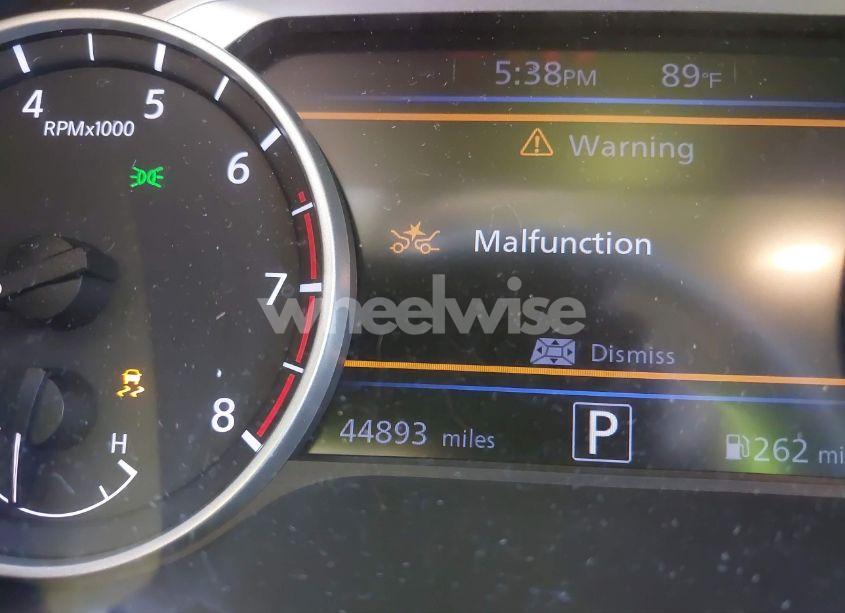 5:38PM 89°F
4 5 6 7 8
RPMx1000
Warning
Malfunction
wheelwise
Dismiss
H
44893 miles P 262 mi